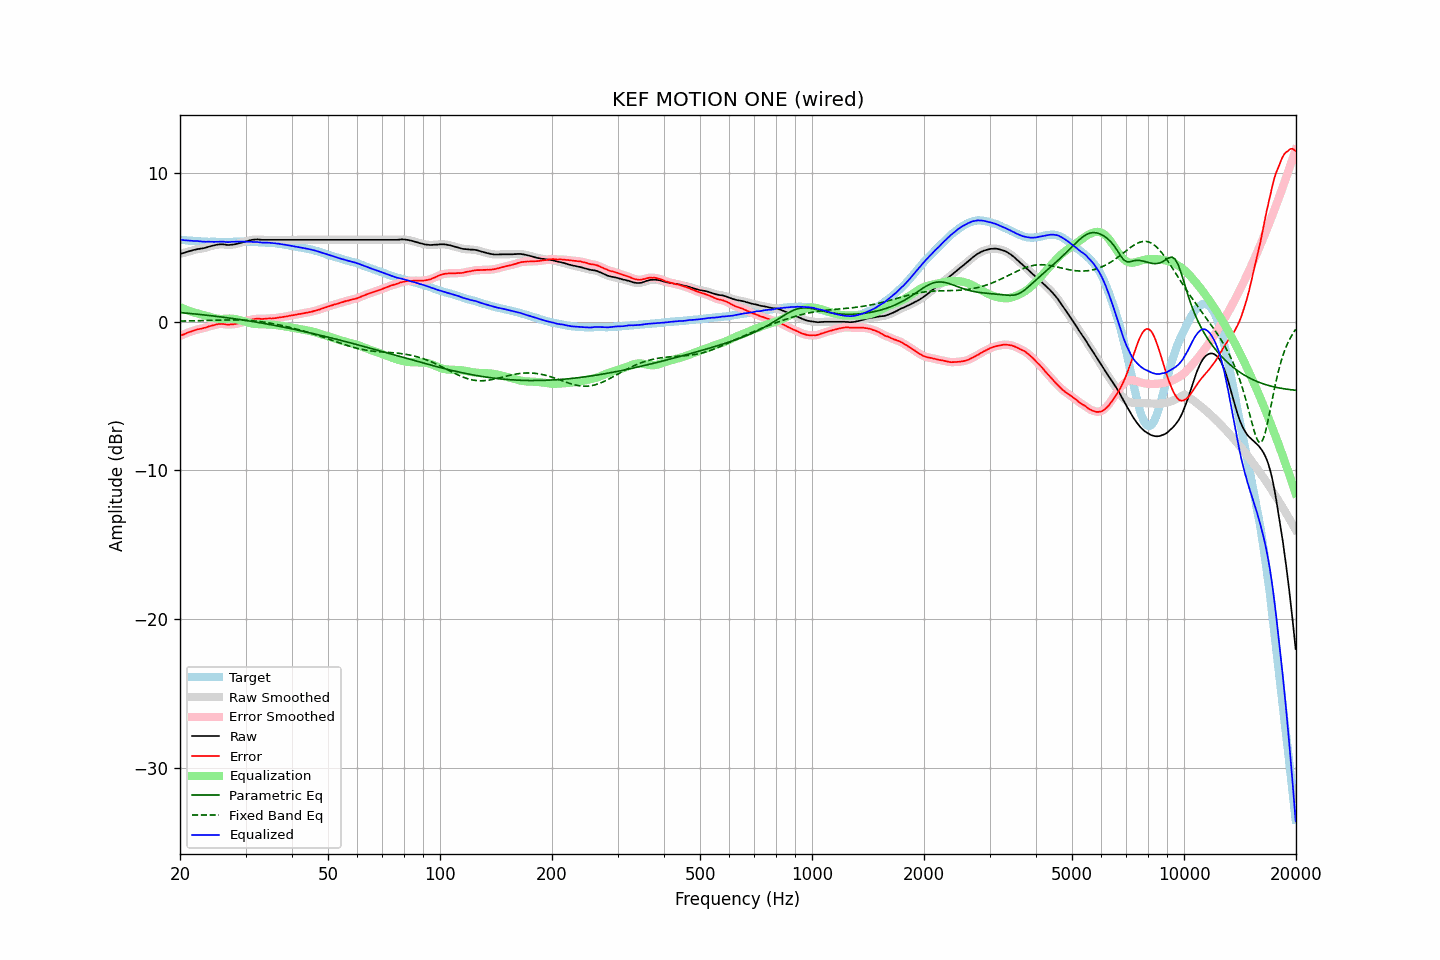 KEF MOTION ONE (wired)
10
0
−10
−20
−30
Amplitude (dBr)
Target
Raw Smoothed
Error Smoothed
Raw
Error
Equalization
Parametric Eq
Fixed Band Eq
Equalized
20 50 100 200 500 1000 2000 5000 10000 20000
Frequency (Hz)